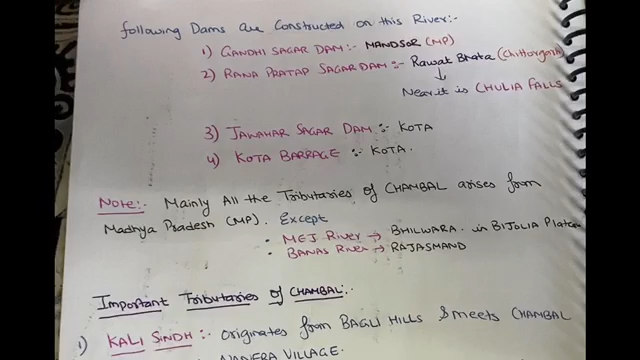 following Dams are Constructed on this River:-
1) GANDHI SAGAR DAM:- MANDSOR (MP)
2) RANA PRATAP SAGAR DAM:- Rawat Bhata (Chittorgarh)
↓
Near it is CHULIA FALLS
3) JAWAHAR SAGAR DAM:- KOTA
4) KOTA BARRAGE:- KOTA.
Note:- Mainly All the Tributaries of CHAMBAL arises from
Madhya Pradesh (MP). Except
• MEJ River → BHILWARA in BIJOLIA
• BANAS River → RAJASMAND
Important Tributaries of CHAMBAL:-
1) KALI SINDH:- originates from BAGLI HILLS & meets CHAMBAL
NANERA VILLAGE.